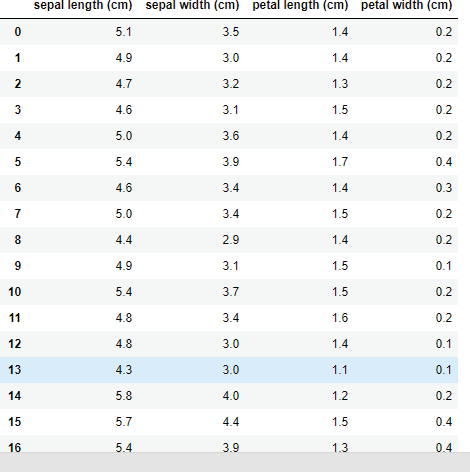 sepal length (cm) sepal width (cm) petal length (cm) petal width (cm)
0 5.1 3.5 1.4 0.2
1 4.9 3.0 1.4 0.2
2 4.7 3.2 1.3 0.2
3 4.6 3.1 1.5 0.2
4 5.0 3.6 1.4 0.2
5 5.4 3.9 1.7 0.4
6 4.6 3.4 1.4 0.3
7 5.0 3.4 1.5 0.2
8 4.4 2.9 1.4 0.2
9 4.9 3.1 1.5 0.1
10 5.4 3.7 1.5 0.2
11 4.8 3.4 1.6 0.2
12 4.8 3.0 1.4 0.1
13 4.3 3.0 1.1 0.1
14 5.8 4.0 1.2 0.2
15 5.7 4.4 1.5 0.4
16 5.4 3.9 1.3 0.4